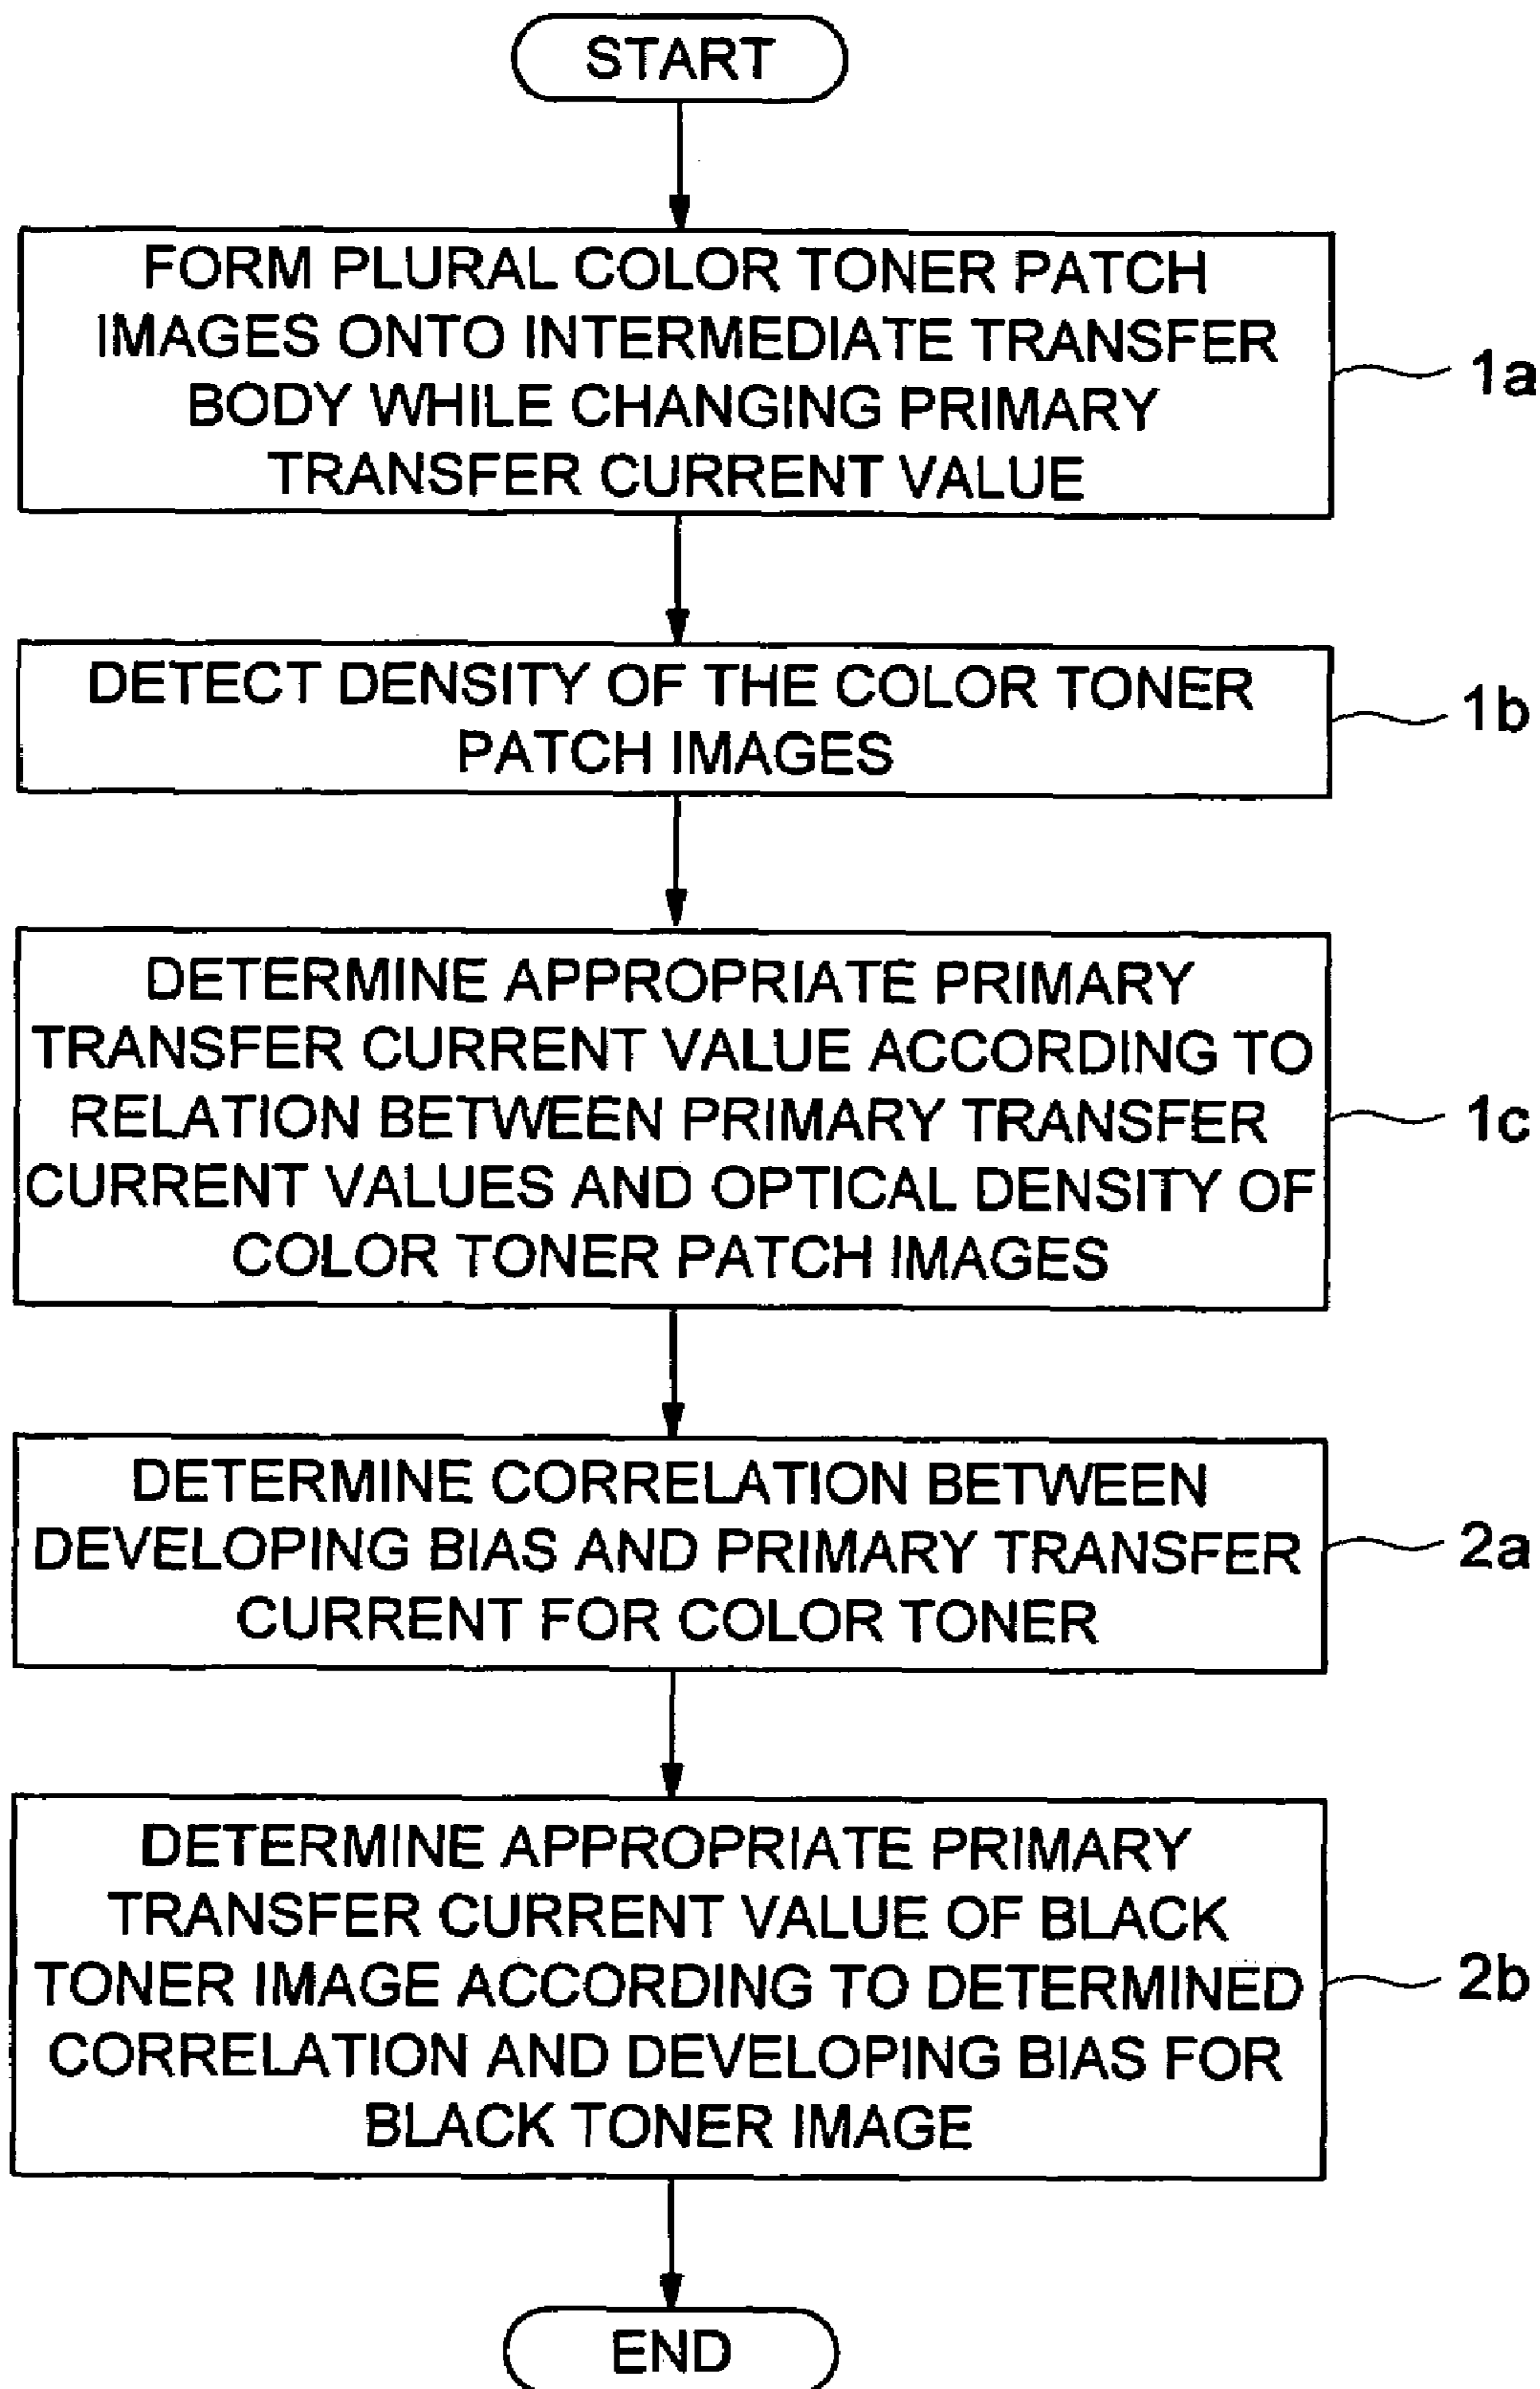 START
FORM PLURAL COLOR TONER PATCH
IMAGES ONTO INTERMEDIATE TRANSFER
BODY WHILE CHANGING PRIMARY
TRANSFER CURRENT VALUE
1a
DETECT DENSITY OF THE COLOR TONER
PATCH IMAGES
1b
DETERMINE APPROPRIATE PRIMARY
TRANSFER CURRENT VALUE ACCORDING TO
RELATION BETWEEN PRIMARY TRANSFER
CURRENT VALUES AND OPTICAL DENSITY OF
COLOR TONER PATCH IMAGES
1c
DETERMINE CORRELATION BETWEEN
DEVELOPING BIAS AND PRIMARY TRANSFER
CURRENT FOR COLOR TONER
2a
DETERMINE APPROPRIATE PRIMARY
TRANSFER CURRENT VALUE OF BLACK
TONER IMAGE ACCORDING TO DETERMINED
CORRELATION AND DEVELOPING BIAS FOR
BLACK TONER IMAGE
2b
END